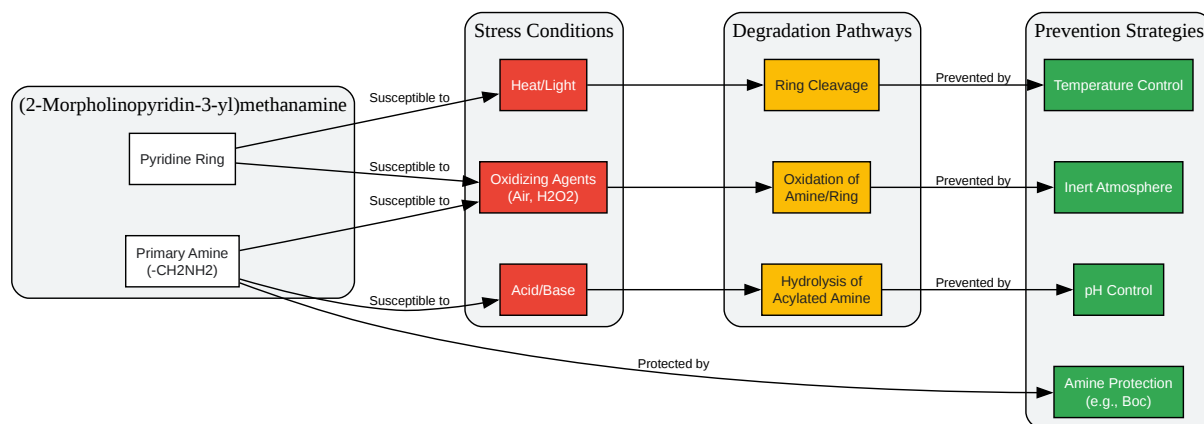 Stress Conditions
Degradation Pathways
Prevention Strategies
(2-Morpholinopyridin-3-yl)methanamine
Heat/Light
Ring Cleavage
Prevented by
Temperature Control
Susceptible to
Pyridine Ring
Susceptible to
Oxidizing Agents
(Air, H2O2)
Oxidation of
Amine/Ring
Prevented by
Inert Atmosphere
Susceptible to
Primary Amine
(-CH2NH2)
Susceptible to
Acid/Base
Hydrolysis of
Acylated Amine
Prevented by
pH Control
Protected by
Amine Protection
(e.g., Boc)